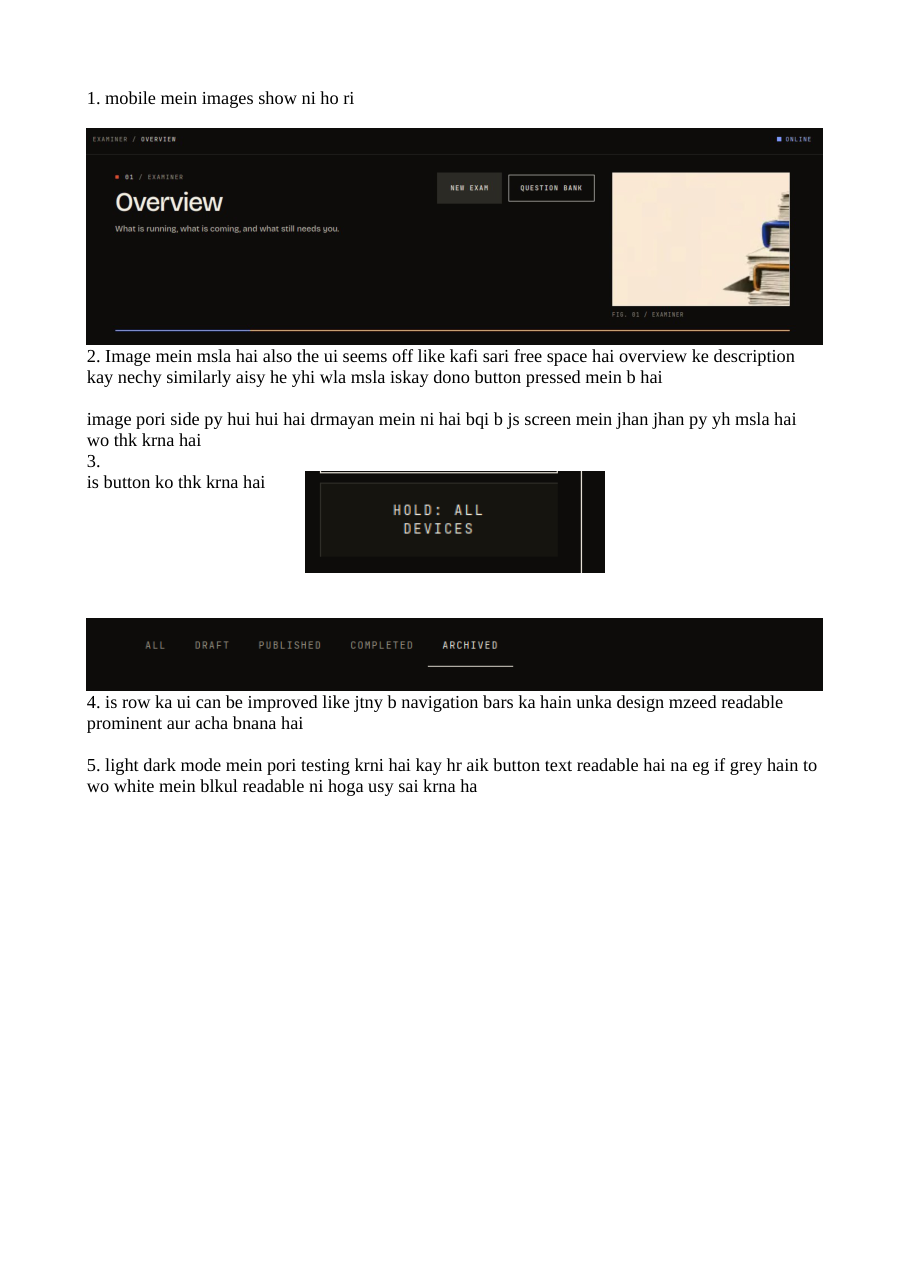 1. mobile mein images show ni ho ri
EXAMINER / OVERVIEW
ONLINE
01 / EXAMINER
Overview
What is running, what is coming, and what still needs you.
NEW EXAM
QUESTION BANK
FIG. 01 / EXAMINER
2. Image mein msla hai also the ui seems off like kafi sari free space hai overview ke description
kay nechy similarly aisy he yhi wla msla iskay dono button pressed mein b hai
image pori side py hui hui hai drmayan mein ni hai bqi b js screen mein jhan jhan py yh msla hai
wo thk krna hai
3.
is button ko thk krna hai
HOLD: ALL
DEVICES
ALL DRAFT PUBLISHED COMPLETED ARCHIVED
4. is row ka ui can be improved like jtny b navigation bars ka hain unka design mzeed readable
prominent aur acha bnana hai
5. light dark mode mein pori testing krni hai kay hr aik button text readable hai na eg if grey hain to
wo white mein blkul readable ni hoga usy sai krna ha